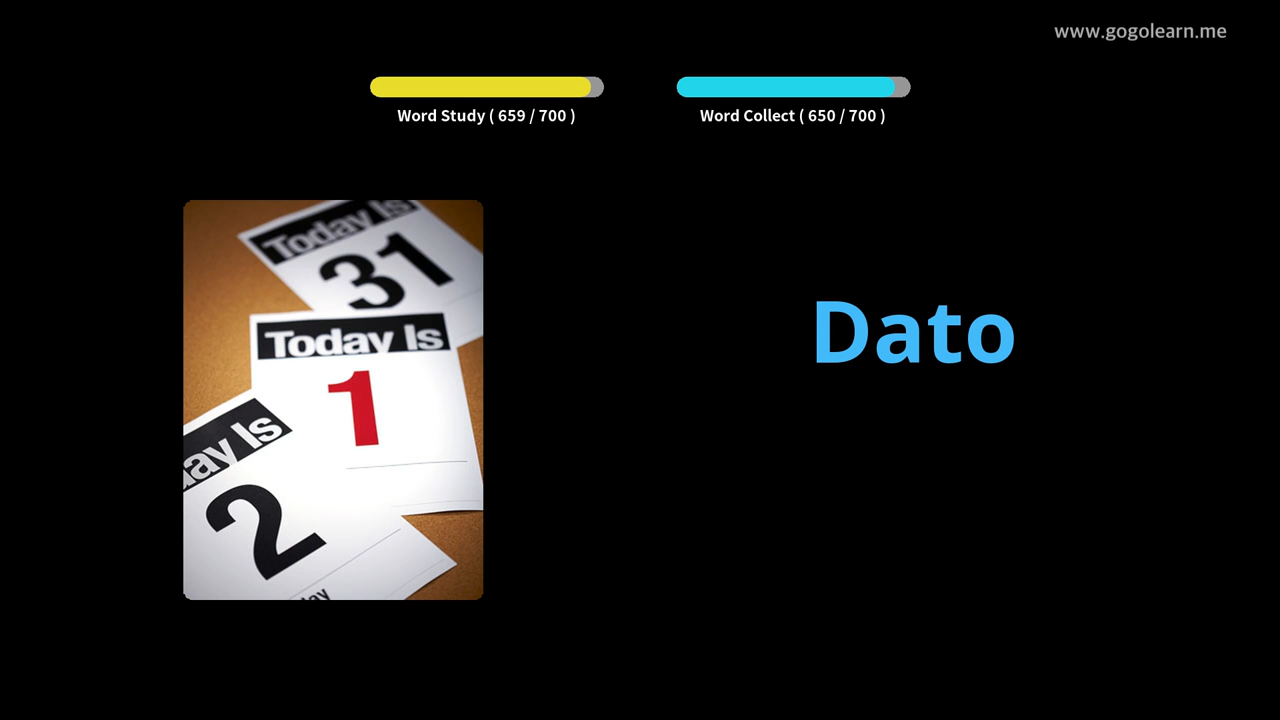 www.gogolearn.me
Word Study ( 659 / 700 )
Word Collect ( 650 / 700 )
Today Is
31
Today Is
1
Dato
ay Is
2
ay